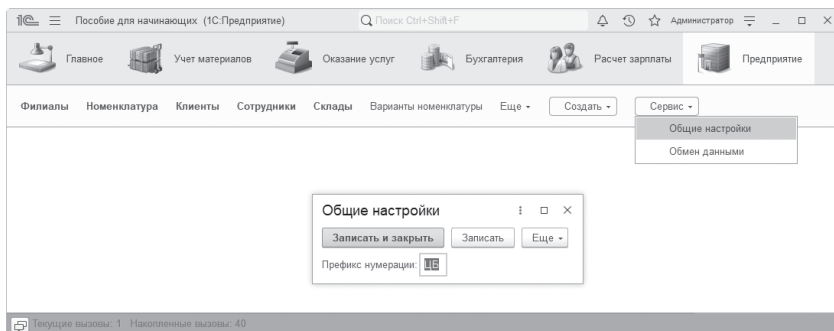 1С Пособие для начинающих (1С:Предприятие) Поиск Ctrl+Shift+F Администратор
Главное Учет материалов Оказание услуг Бухгалтерия Расчет зарплаты Предприятие
Филиалы Номенклатура Клиенты Сотрудники Склады Варианты номенклатуры Еще Создать Сервис
Общие настройки
Обмен данными
Общие настройки
Записать и закрыть Записать Еще
Префикс нумерации: ЦБ
Текущие вызовы: 1 Накопленные вызовы: 40